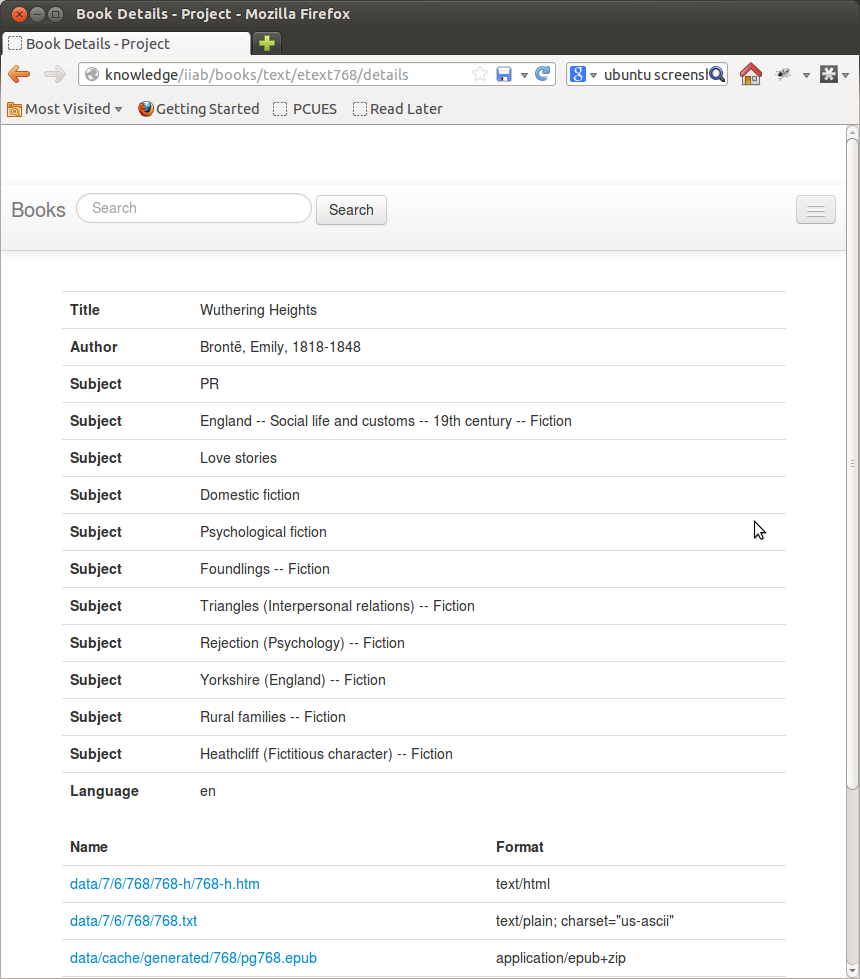 Book Details - Project - Mozilla Firefox
Book Details - Project
knowledge/iiab/books/text/etext768/details
ubuntu screens
Most Visited
Getting Started
PCUES
Read Later
Books
Search
Search
Title Wuthering Heights
Author Brontë, Emily, 1818-1848
Subject PR
Subject England -- Social life and customs -- 19th century -- Fiction
Subject Love stories
Subject Domestic fiction
Subject Psychological fiction
Subject Foundlings -- Fiction
Subject Triangles (Interpersonal relations) -- Fiction
Subject Rejection (Psychology) -- Fiction
Subject Yorkshire (England) -- Fiction
Subject Rural families -- Fiction
Subject Heathcliff (Fictitious character) -- Fiction
Language en
Name Format
data/7/6/768/768-h/768-h.htm text/html
data/7/6/768/768.txt text/plain; charset="us-ascii"
data/cache/generated/768/pg768.epub application/epub+zip